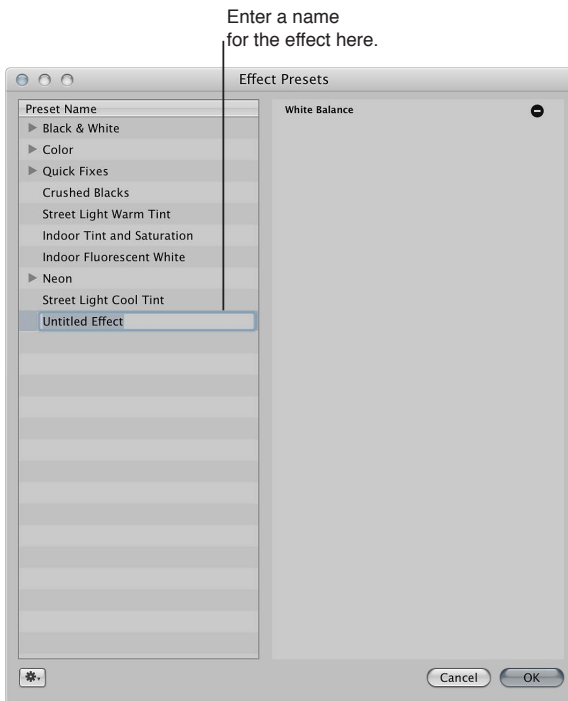 Enter a name
for the effect here.
Effect Presets
Preset Name
Black & White
Color
Quick Fixes
Crushed Blacks
Street Light Warm Tint
Indoor Tint and Saturation
Indoor Fluorescent White
Neon
Street Light Cool Tint
Untitled Effect
White Balance
Cancel
OK